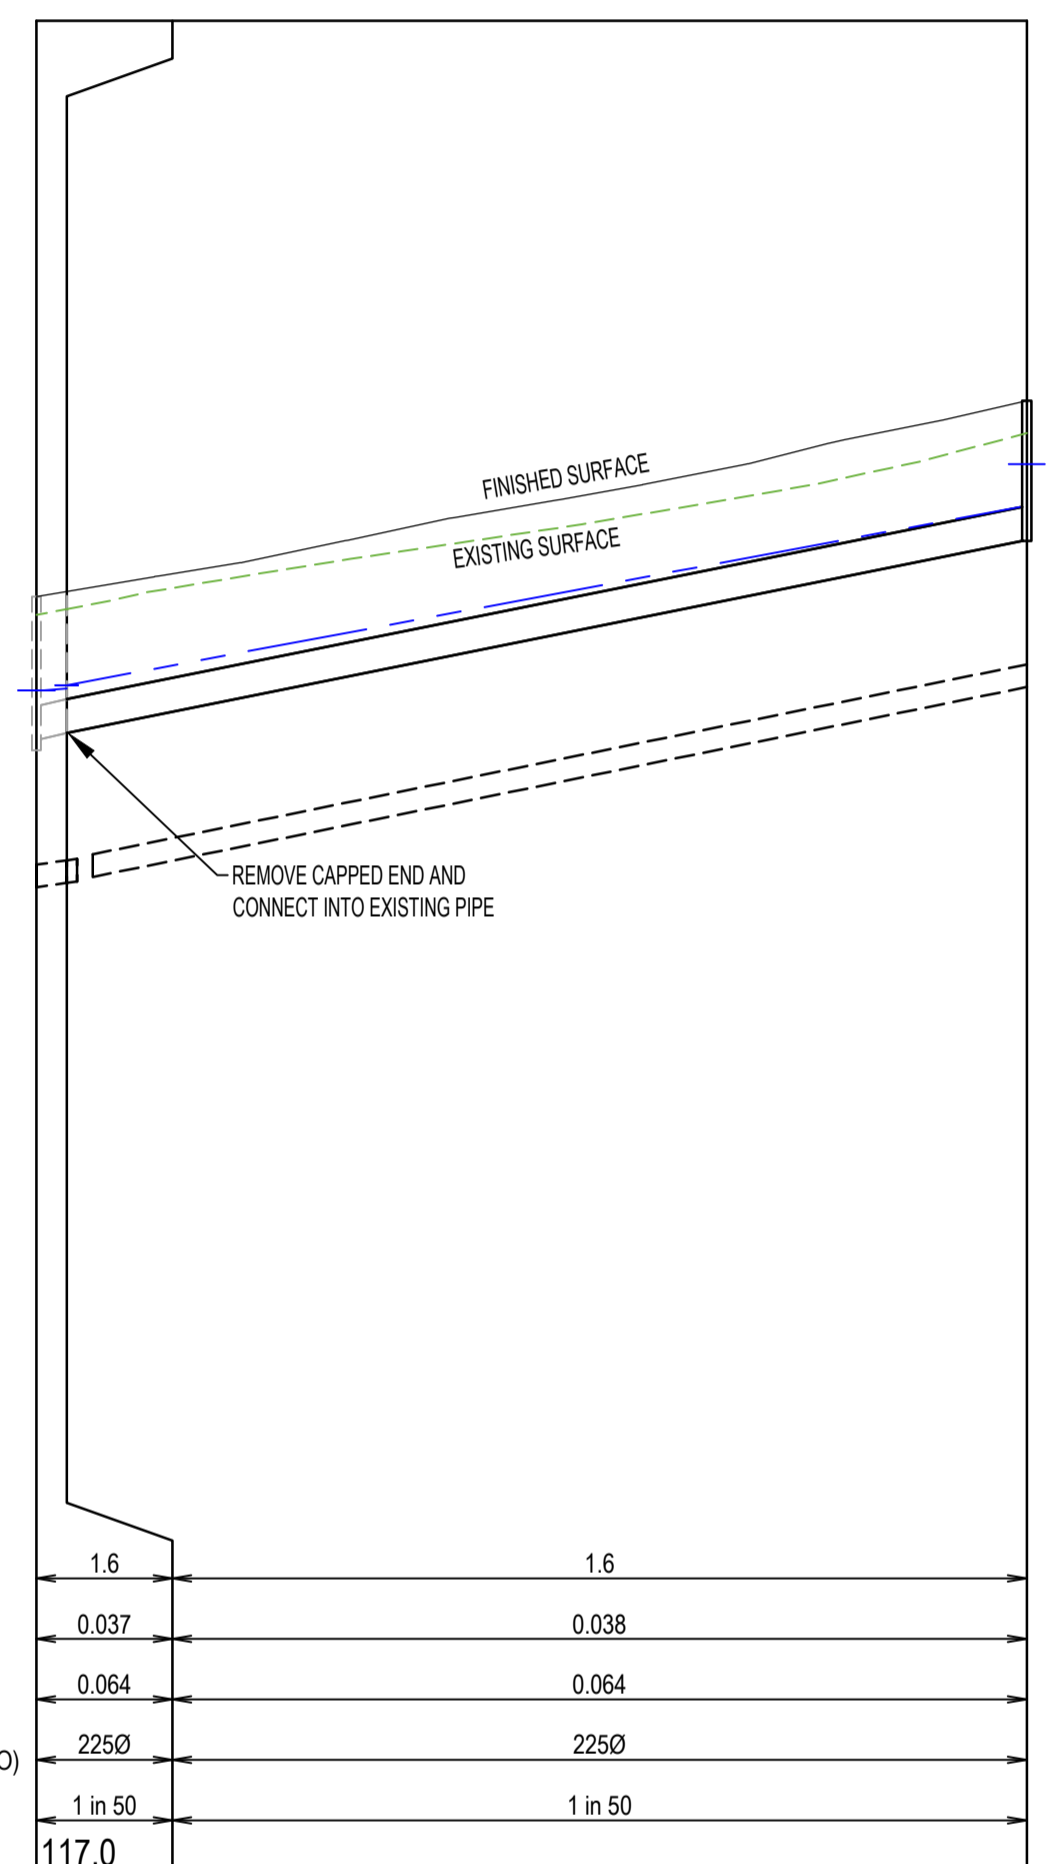 FINISHED SURFACE
EXISTING SURFACE
REMOVE CAPPED END AND
CONNECT INTO EXISTING PIPE
1.6 1.6
0.037 0.038
0.064 0.064
O) 225Ø 225Ø
1 in 50 1 in 50
117.0